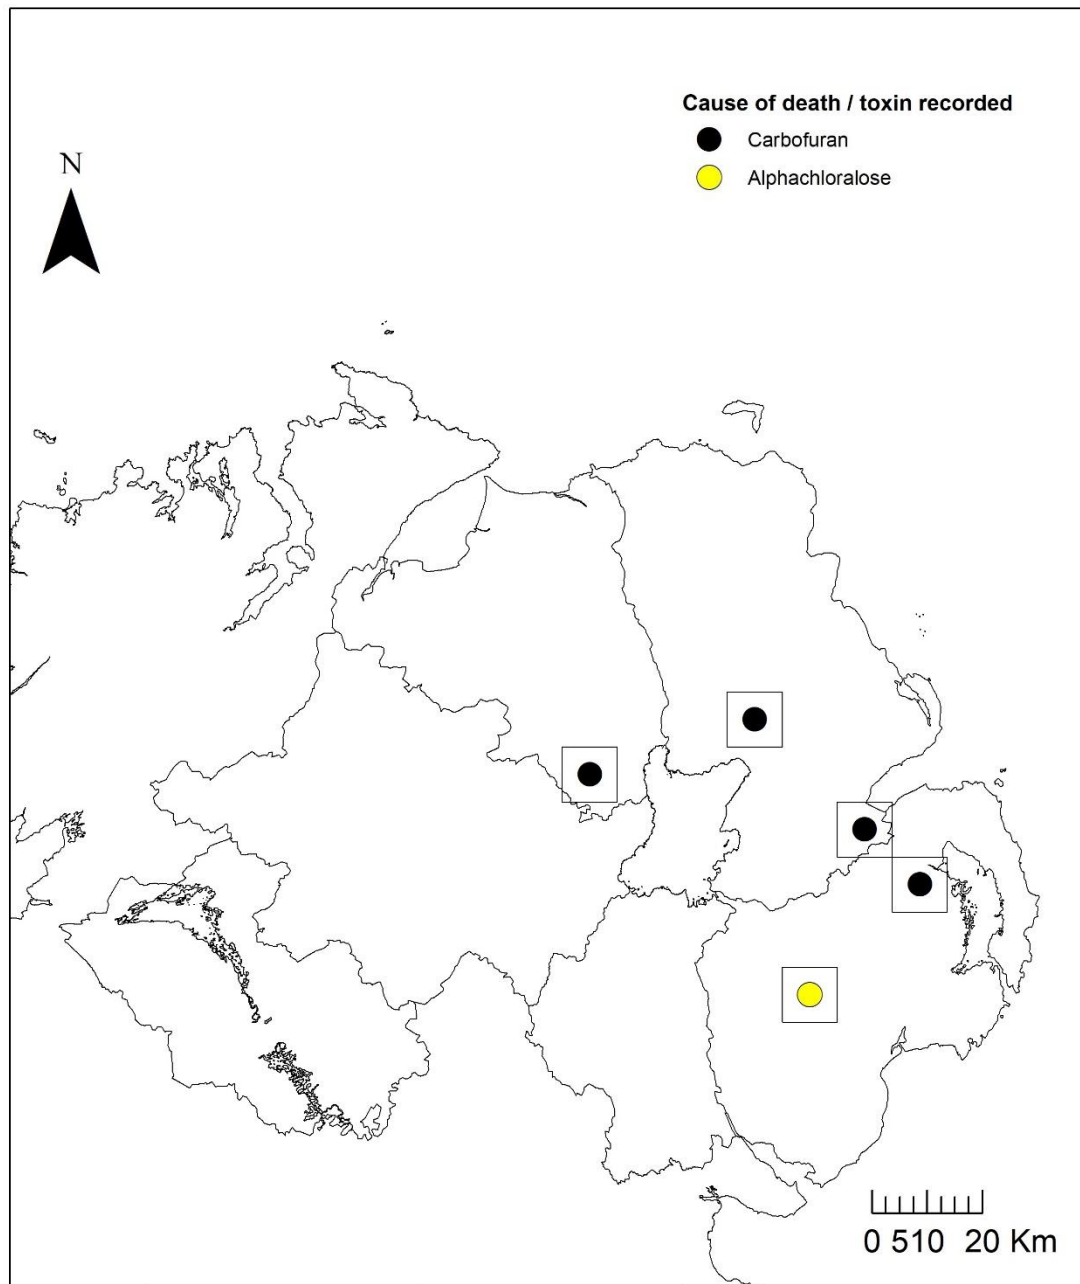 Cause of death / toxin recorded
Carbofuran
N
Alphachloralose
0 510 20 Km